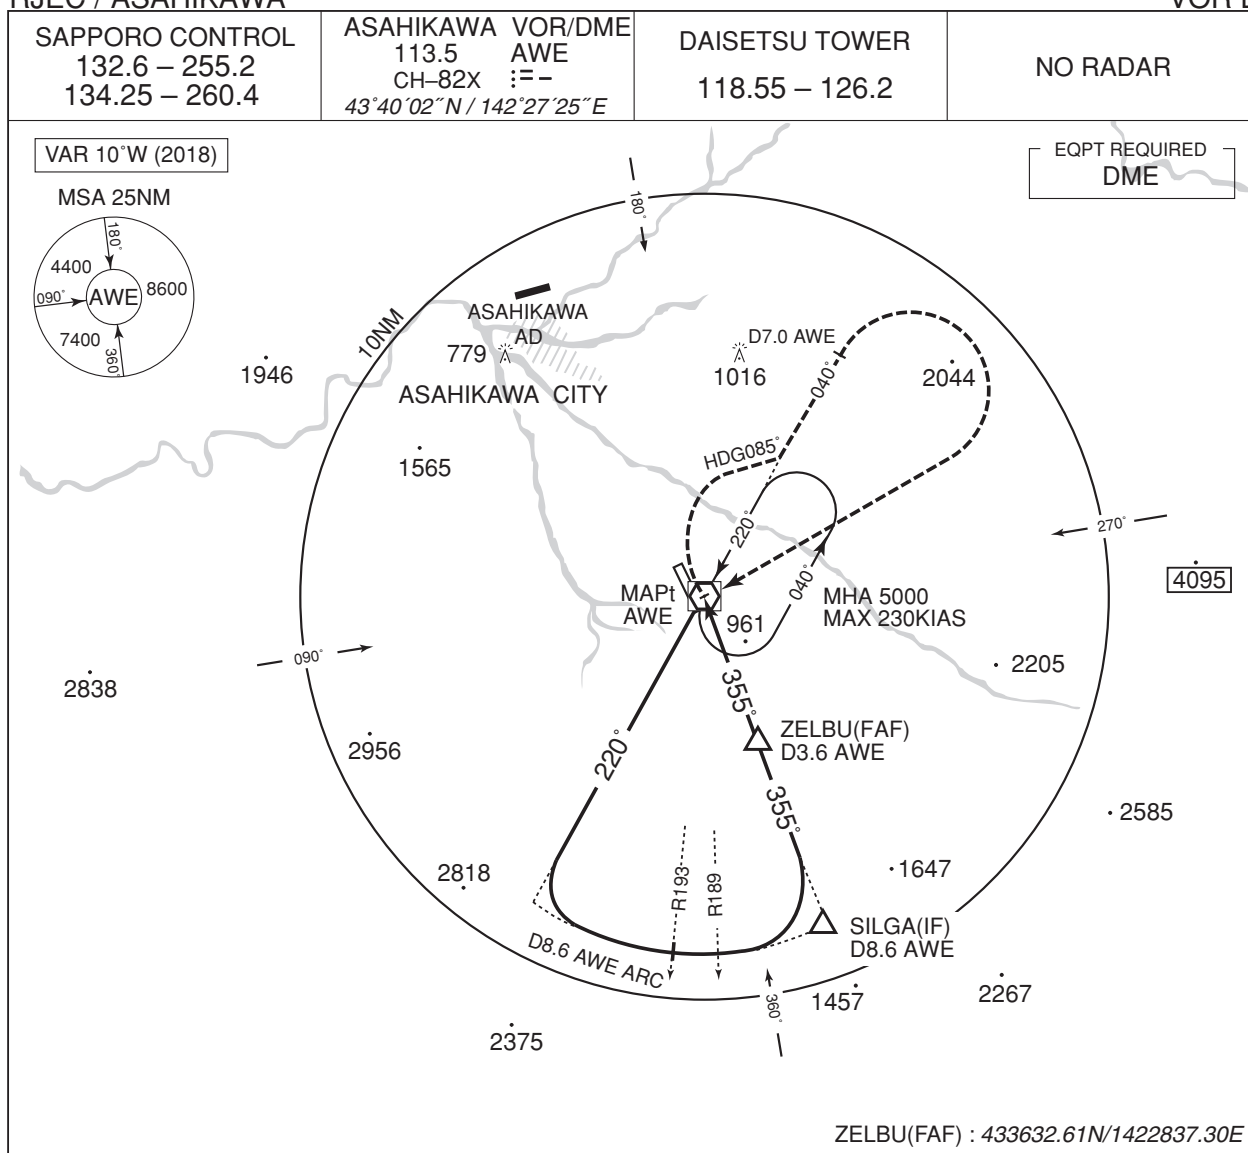 RJEC / ASAHIKAWA
SAPPORO CONTROL
132.6 – 255.2
134.25 – 260.4
ASAHIKAWA VOR/DME
113.5 AWE
CH–82X
43˚40´02˝N / 142˚27´25˝E
DAISETSU TOWER
118.55 – 126.2
NO RADAR
VAR 10˚W (2018)
MSA 25NM
180˚
4400
8600
090˚
AWE
7400
360˚
EQPT REQUIRED
DME
180˚
10NM
ASAHIKAWA
AD
779
ASAHIKAWA CITY
1946
1565
D7.0 AWE
1016
040˚
2044
HDG085˚
220˚
040˚
270˚
4095
MAPt
AWE
961
MHA 5000
MAX 230KIAS
090˚
2838
2205
355˚
ZELBU(FAF)
D3.6 AWE
2956
220˚
355˚
2585
2818
R193
R189
1647
SILGA(IF)
D8.6 AWE
D8.6 AWE ARC
360˚
1457
2267
2375
ZELBU(FAF) : 433632.61N/1422837.30E